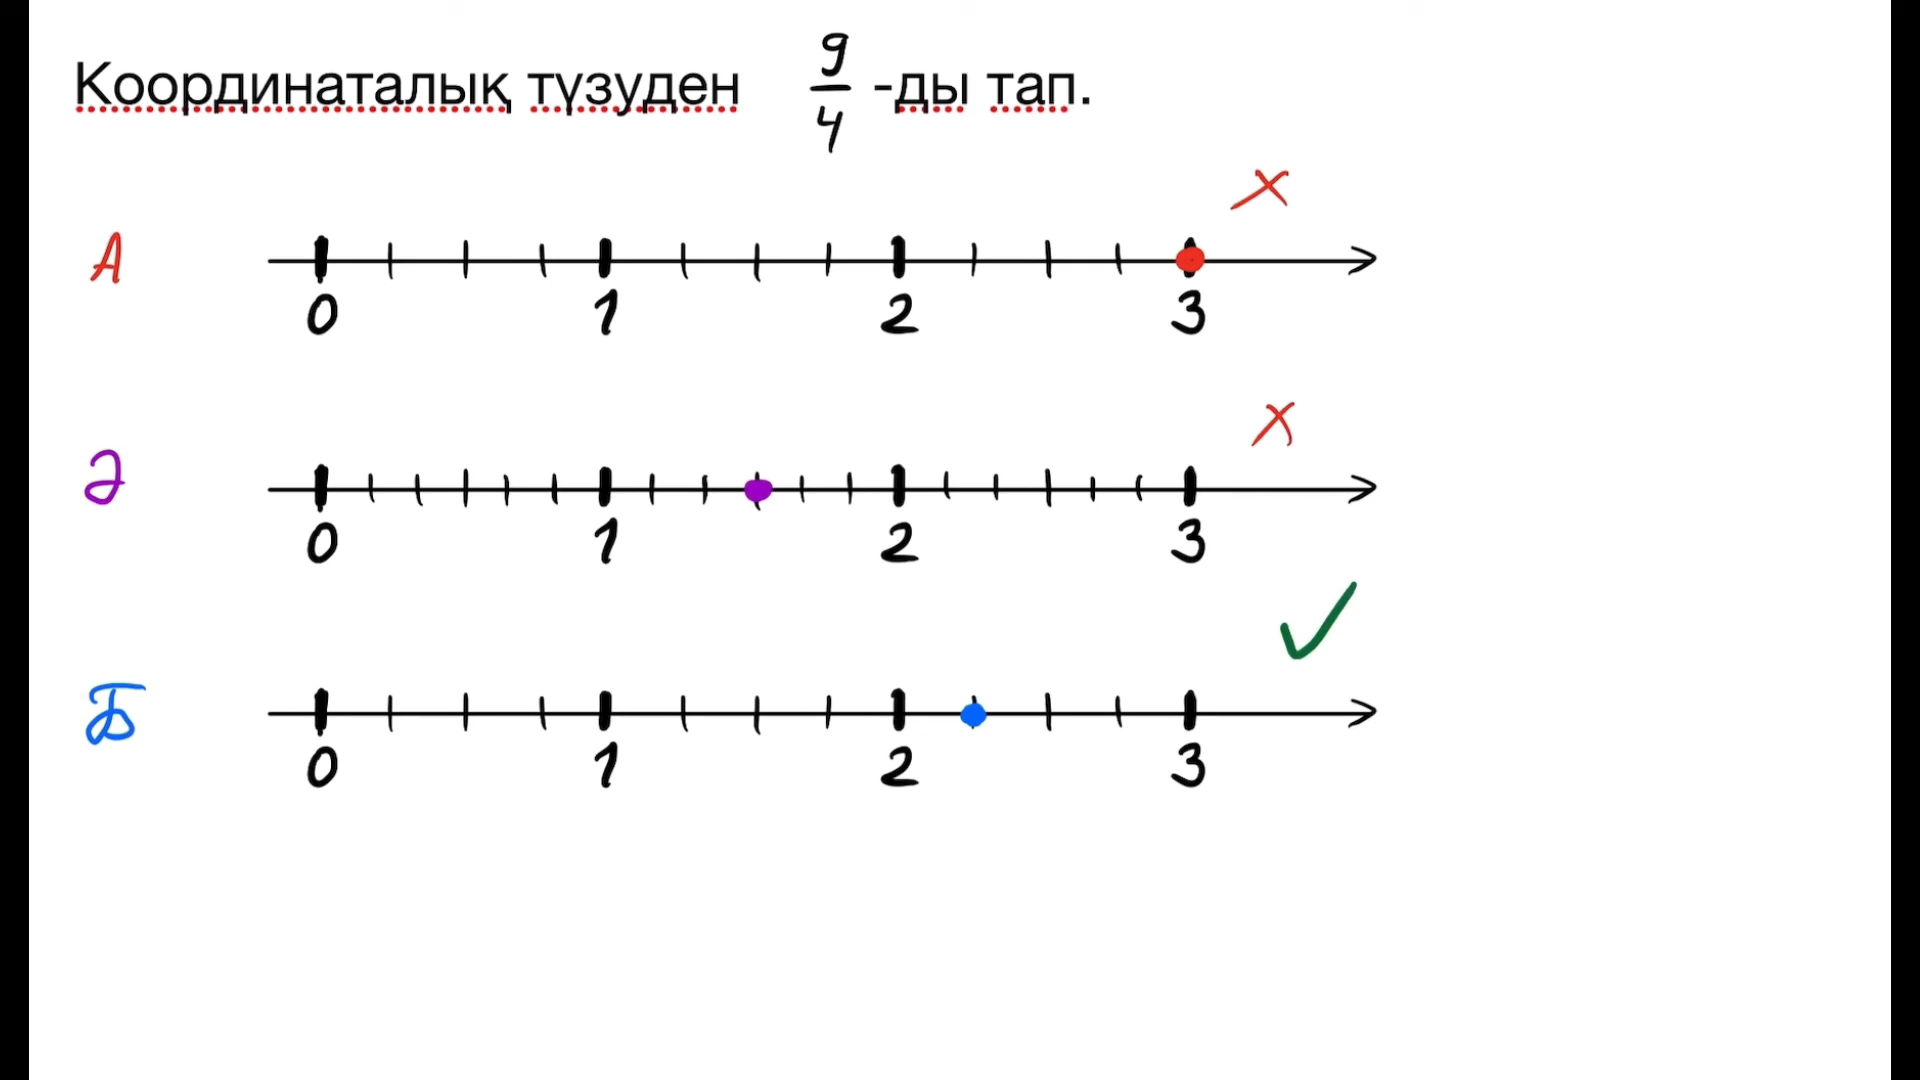 Координаталық түзуден 9/4 -ды тап.
А
0 1 2 3
Ә
0 1 2 3
Б
0 1 2 3